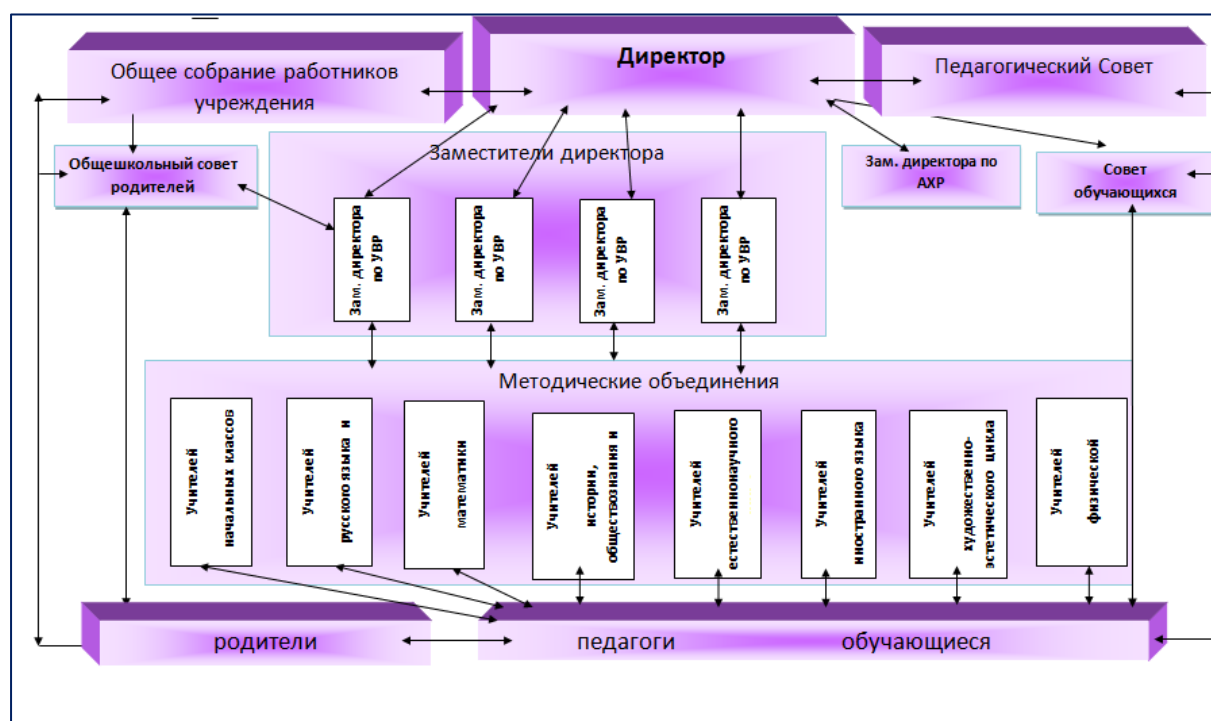 Общее собрание работников
учреждения
Директор
Педагогический Совет
Общешкольный совет
родителей
Заместители директора
Зам. директора по
АХР
Совет
обучающихся
Зам. директора
по УВР
Зам. директора
по УВР
Зам. директора
по УВР
Зам. директора
по УВР
Методические объединения
Учителей
начальных классов
Учителей
русского языка и
Учителей
математики
Учителей
истории,
обществознания и
Учителей
естественнонаучного
Учителей
иностранного языка
Учителей
художественно-
эстетического цикла
Учителей
физической
родители
педагоги обучающиеся